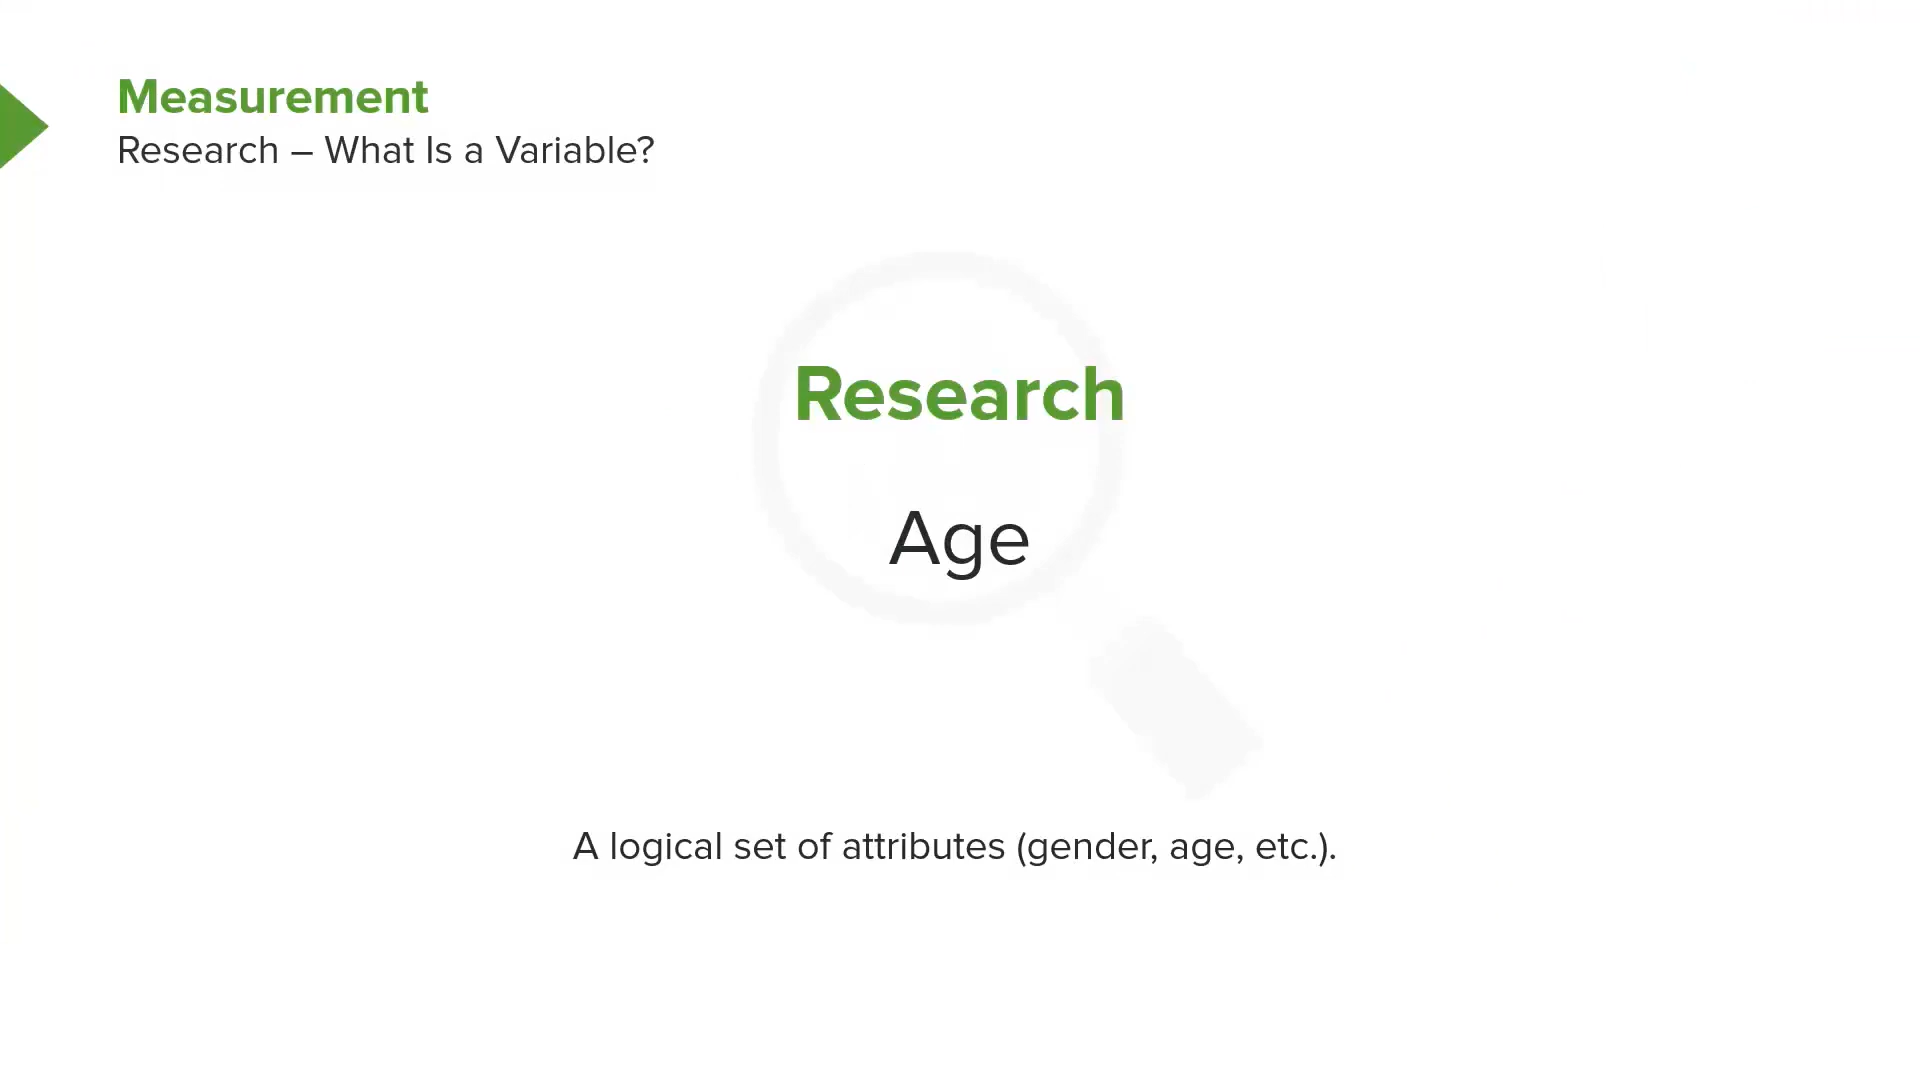 Measurement
Research – What Is a Variable?
Research
Age
A logical set of attributes (gender, age, etc.).